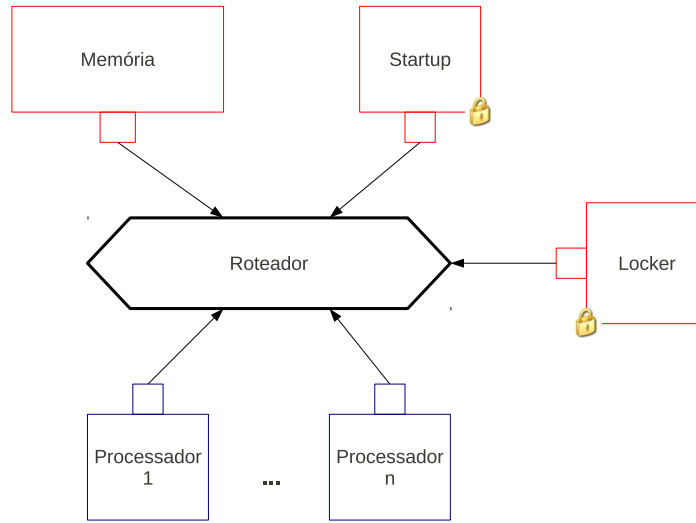 Memória
Startup
Roteador
Locker
Processador
1
...
Processador
n